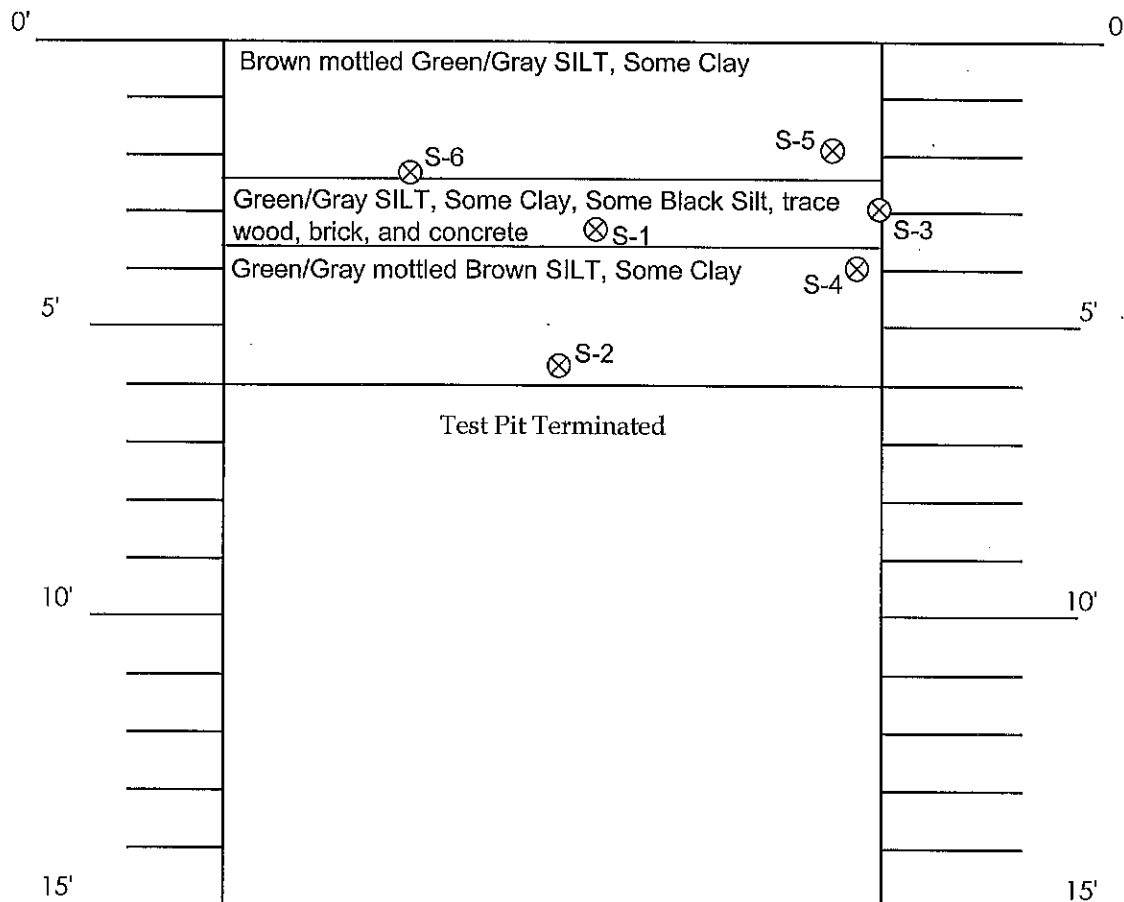 0'
0
Brown mottled Green/Gray SILT, Some Clay
S-5
S-6
Green/Gray SILT, Some Clay, Some Black Silt, trace
wood, brick, and concrete
S-1
S-3
Green/Gray mottled Brown SILT, Some Clay
S-4
5'
5'
S-2
Test Pit Terminated
10'
10'
15'
15'